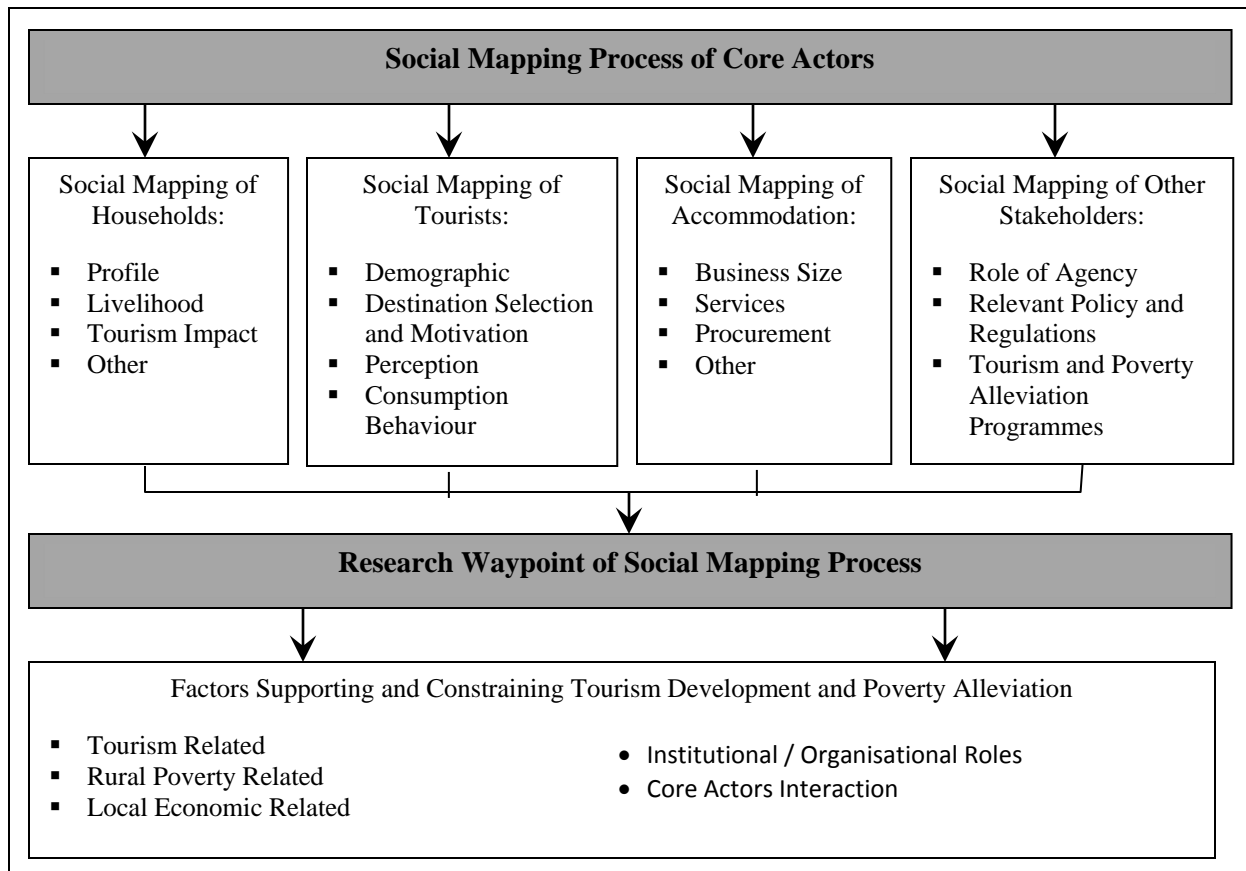 Social Mapping Process of Core Actors
Social Mapping of
Households:
▪ Profile
▪ Livelihood
▪ Tourism Impact
▪ Other
Social Mapping of
Tourists:
▪ Demographic
▪ Destination Selection
and Motivation
▪ Perception
▪ Consumption
Behaviour
Social Mapping of
Accommodation:
▪ Business Size
▪ Services
▪ Procurement
▪ Other
Social Mapping of Other
Stakeholders:
▪ Role of Agency
▪ Relevant Policy and
Regulations
▪ Tourism and Poverty
Alleviation
Programmes
Research Waypoint of Social Mapping Process
Factors Supporting and Constraining Tourism Development and Poverty Alleviation
▪ Tourism Related
▪ Rural Poverty Related
▪ Local Economic Related
• Institutional / Organisational Roles
• Core Actors Interaction